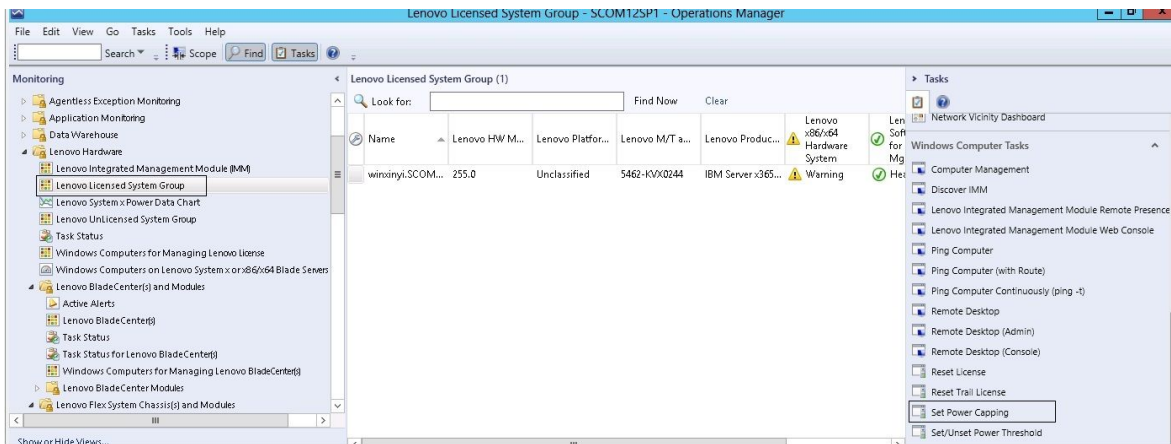 Lenovo Licensed System Group - SCOM12SP1 - Operations Manager
File Edit View Go Tasks Tools Help
Search Scope Find Tasks
Monitoring
Agentless Exception Monitoring
Application Monitoring
Data Warehouse
Lenovo Hardware
Lenovo Integrated Management Module (IMM)
Lenovo Licensed System Group
Lenovo System x Power Data Chart
Lenovo UnLicensed System Group
Task Status
Windows Computers for Managing Lenovo License
Windows Computers on Lenovo System x or x86/x64 Blade Servers
Lenovo BladeCenter(s) and Modules
Active Alerts
Lenovo BladeCenter(s)
Task Status
Task Status for Lenovo BladeCenter(s)
Windows Computers for Managing Lenovo BladeCenter(s)
Lenovo BladeCenter Modules
Lenovo Flex System Chassis(s) and Modules
Show or Hide Views...
Lenovo Licensed System Group (1)
Look for: Find Now Clear
Name Lenovo HW M... Lenovo Platfor... Lenovo M/T a... Lenovo Produc... Lenovo x86/x64 Hardware System Len Soft for Mg
winxinyi.SCOM... 255.0 Unclassified 5462-KVX0244 IBM Server x365... Warning Hea
Tasks
Network Vicinity Dashboard
Windows Computer Tasks
Computer Management
Discover IMM
Lenovo Integrated Management Module Remote Presence
Lenovo Integrated Management Module Web Console
Ping Computer
Ping Computer (with Route)
Ping Computer Continuously (ping -t)
Remote Desktop
Remote Desktop (Admin)
Remote Desktop (Console)
Reset License
Reset Trail License
Set Power Capping
Set/Unset Power Threshold